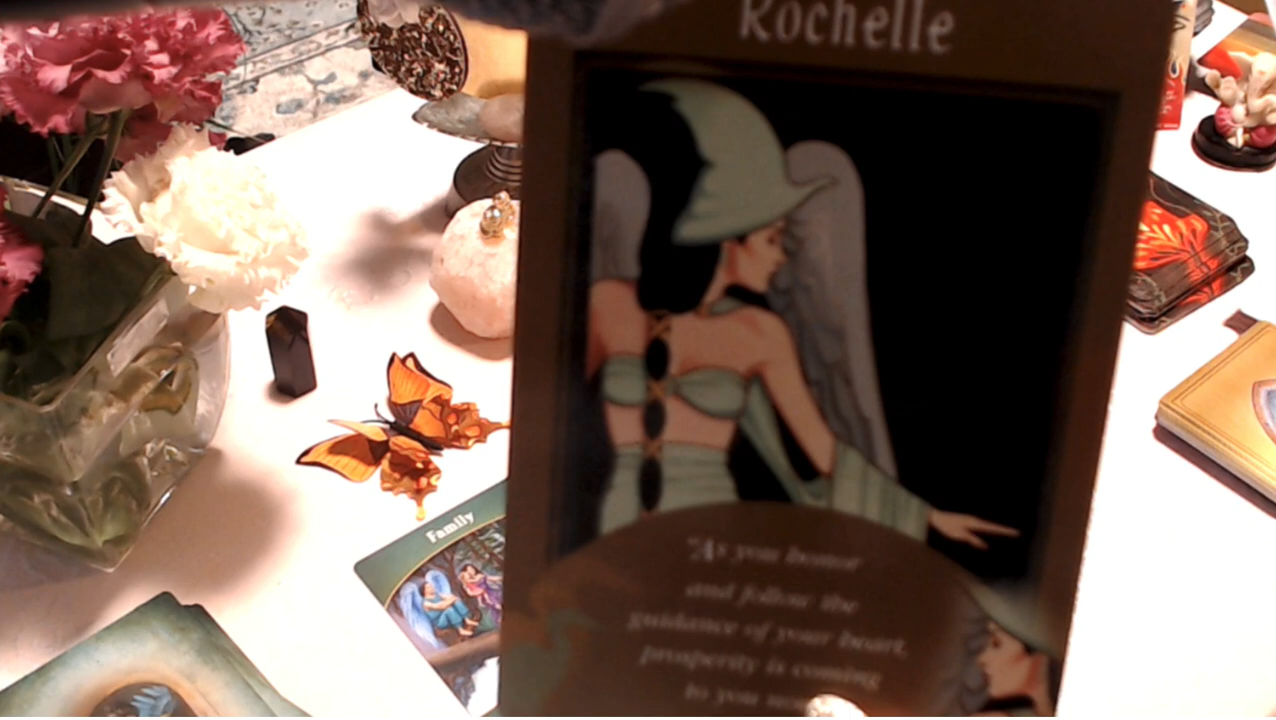 Rochelle
"As you honor
and follow the
guidance of your heart,
prosperity is coming
to you
Family